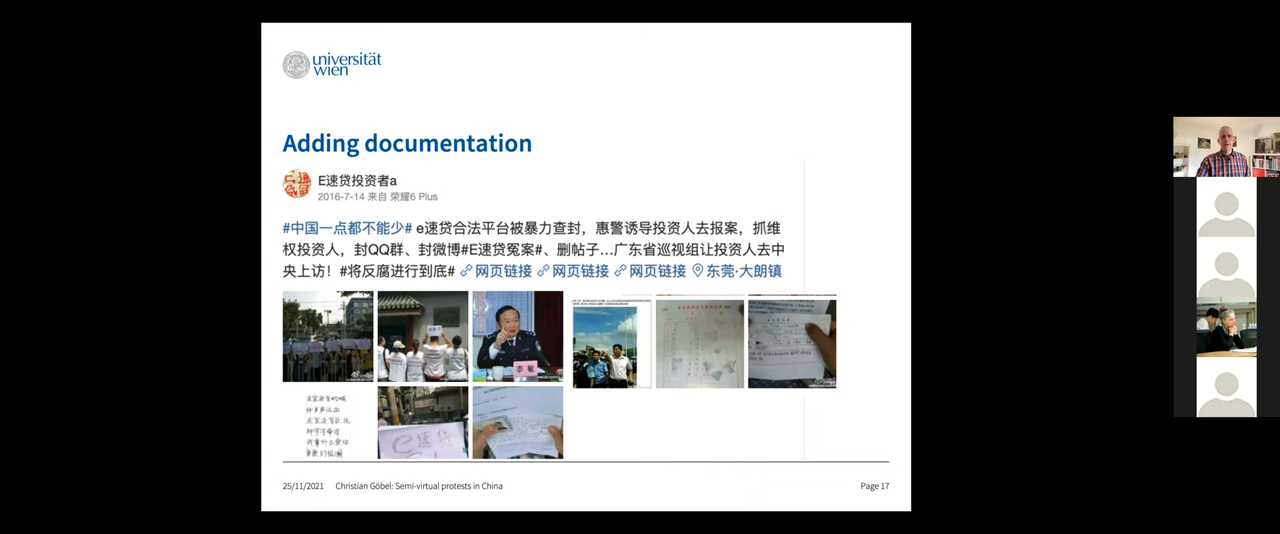 universität
wien
Adding documentation
E速贷投资者a
2016-7-14 来自 荣耀6 Plus
#中国一点都不能少# e速贷合法平台被暴力查封，惠警诱导投资人去报案，抓维
权投资人，封QQ群、封微博#E速贷冤案#、删帖子...广东省巡视组让投资人去中
央上访！#将反腐进行到底# 网页链接 网页链接 网页链接 东莞·大朗镇
李敏
e速贷
25/11/2021 Christian Göbel: Semi-virtual protests in China Page 17